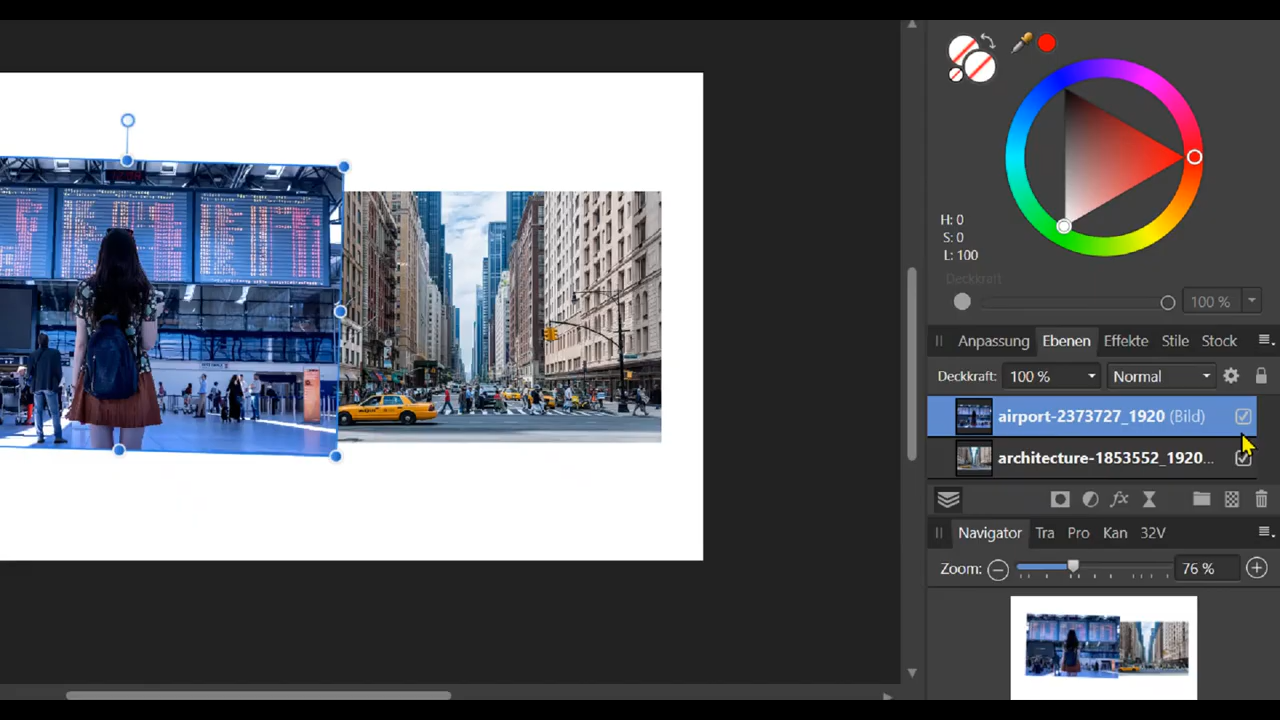 H: 0
S: 0
L: 100
Deckkraft
100 %
Anpassung Ebenen Effekte Stile Stock
Deckkraft: 100 % Normal
airport-2373727_1920 (Bild)
architecture-1853552_1920...
fx
Navigator Tra Pro Kan 32V
Zoom: 76 %